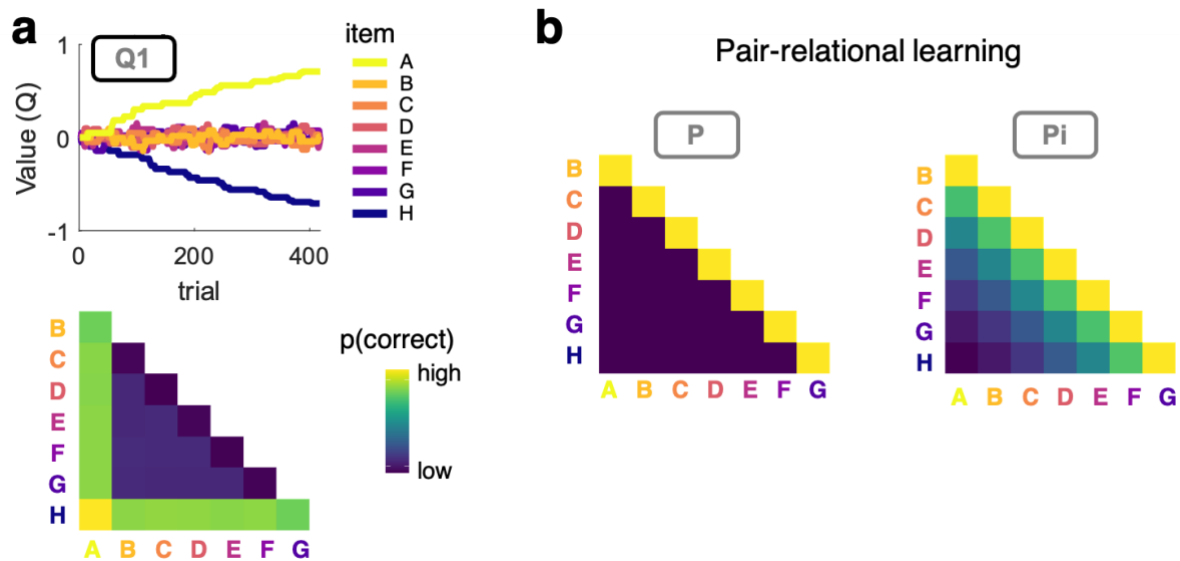 a
Q1
Value (Q)
1
0
-1
0 200 400
trial
item
A
B
C
D
E
F
G
H
B
C
D
E
F
G
H
A B C D E F G
p(correct)
high
low
b
Pair-relational learning
P
B
C
D
E
F
G
H
A B C D E F G
Pi
B
C
D
E
F
G
H
A B C D E F G